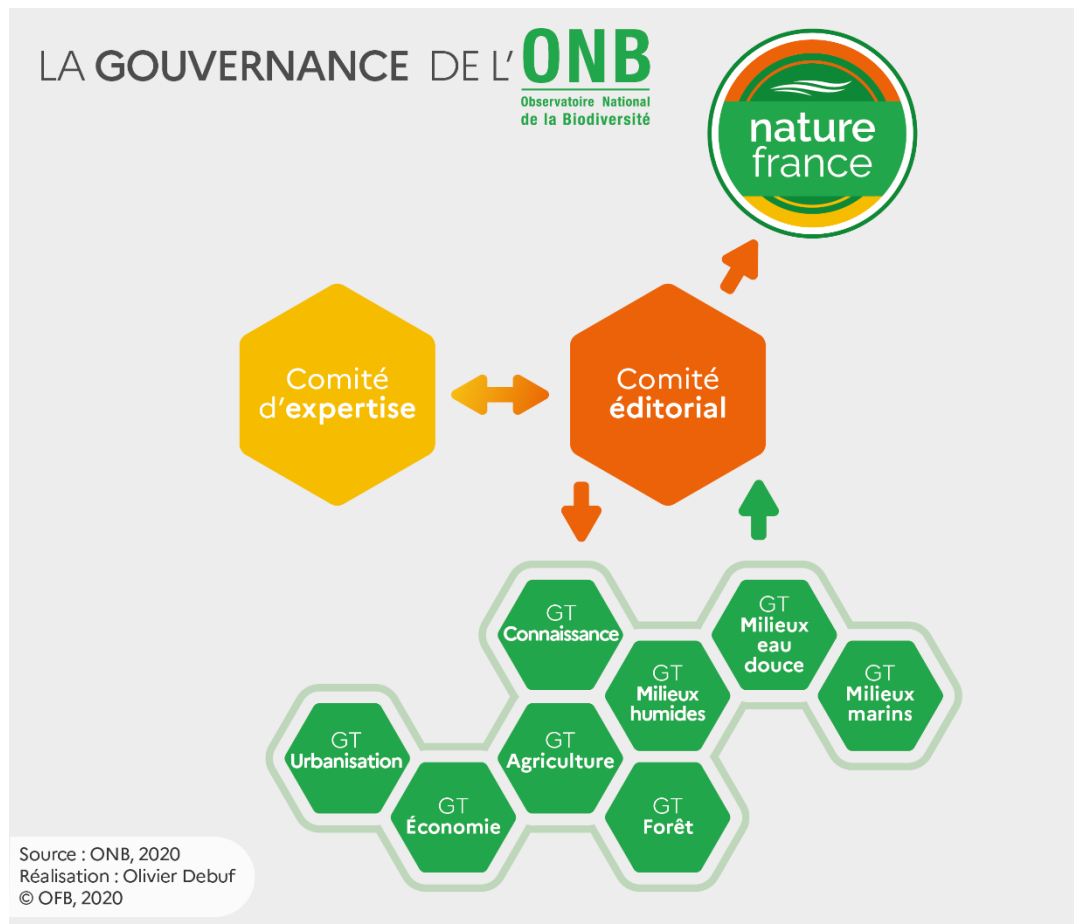 LA GOUVERNANCE DE L'ONB
Observatoire National
de la Biodiversité
nature
france
Comité
d'expertise
Comité
éditorial
GT
Connaissance
GT
Milieux
eau
douce
GT
Milieux
humides
GT
Milieux
marins
GT
Urbanisation
GT
Agriculture
GT
Économie
GT
Forêt
Source : ONB, 2020
Réalisation : Olivier Debuf
© OFB, 2020